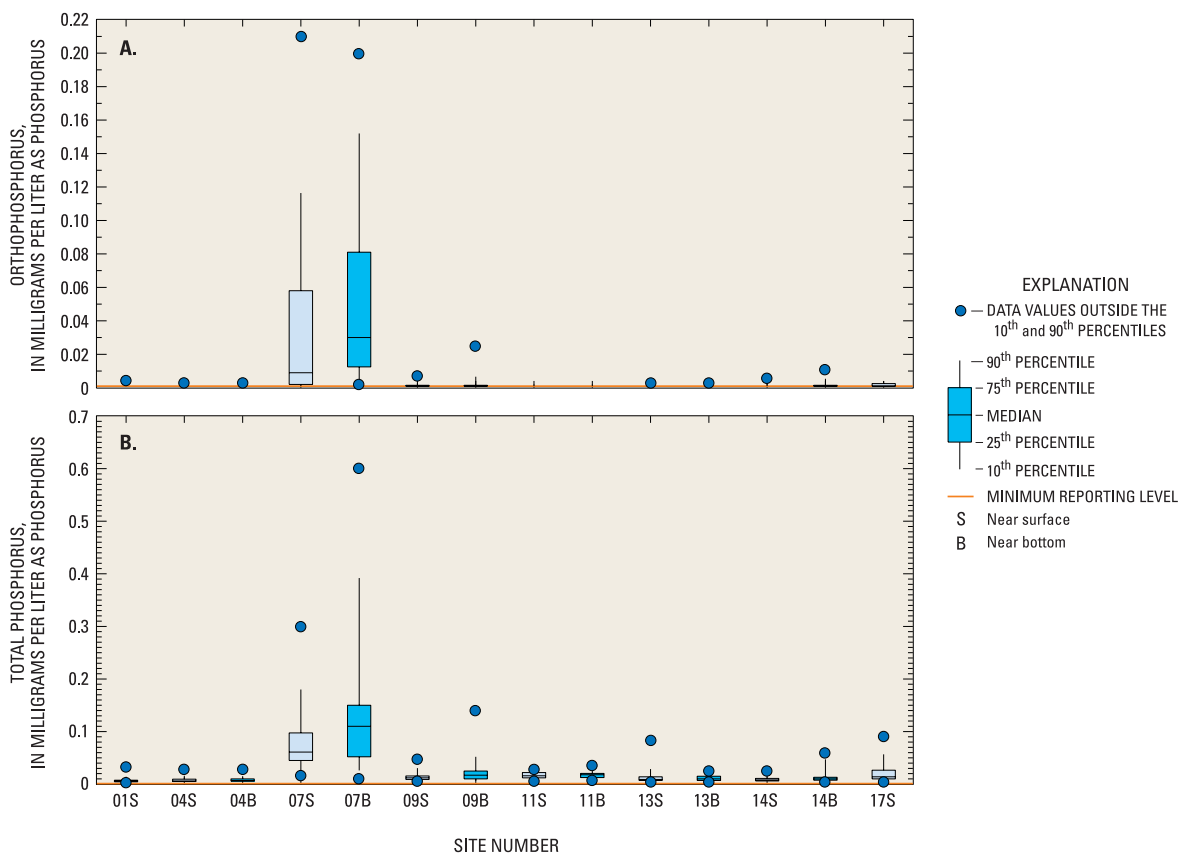 A.
ORTHOPHOSPHORUS,
IN MILLIGRAMS PER LITER AS PHOSPHORUS
0.22
0.20
0.18
0.16
0.14
0.12
0.10
0.08
0.06
0.04
0.02
0
B.
TOTAL PHOSPHORUS,
IN MILLIGRAMS PER LITER AS PHOSPHORUS
0.7
0.6
0.5
0.4
0.3
0.2
0.1
0
01S 04S 04B 07S 07B 09S 09B 11S 11B 13S 13B 14S 14B 17S
SITE NUMBER
EXPLANATION
DATA VALUES OUTSIDE THE
10th and 90th PERCENTILES
90th PERCENTILE
75th PERCENTILE
MEDIAN
25th PERCENTILE
10th PERCENTILE
MINIMUM REPORTING LEVEL
S Near surface
B Near bottom